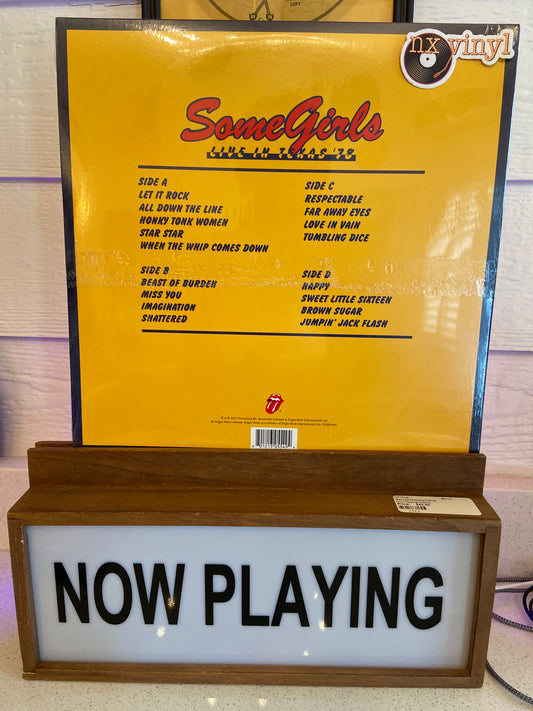 LOFT
nx vinyl
Some Girls
LIVE IN TEXAS '78
SIDE A
LET IT ROCK
ALL DOWN THE LINE
HONKY TONK WOMEN
STAR STAR
WHEN THE WHIP COMES DOWN
SIDE B
BEAST OF BURDEN
MISS YOU
IMAGINATION
SHATTERED
SIDE C
RESPECTABLE
FAR AWAY EYES
LOVE IN VAIN
TUMBLING DICE
SIDE D
HAPPY
SWEET LITTLE SIXTEEN
BROWN SUGAR
JUMPIN' JACK FLASH
NOW PLAYING